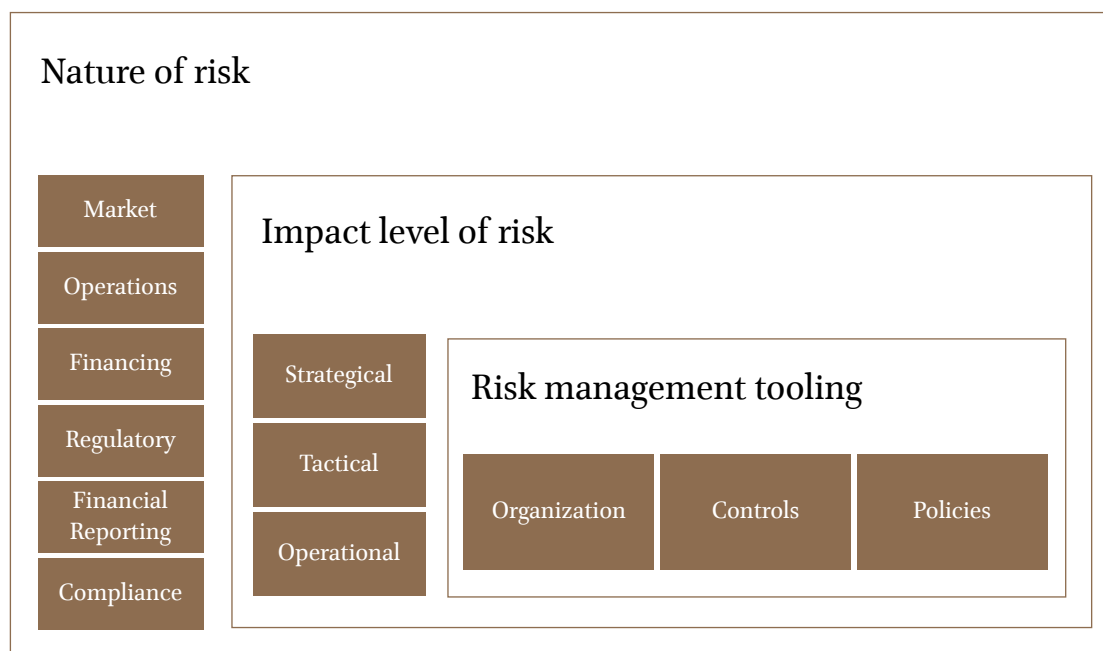 Nature of risk
Market
Operations
Financing
Regulatory
Financial
Reporting
Compliance
Impact level of risk
Strategical
Tactical
Operational
Risk management tooling
Organization
Controls
Policies